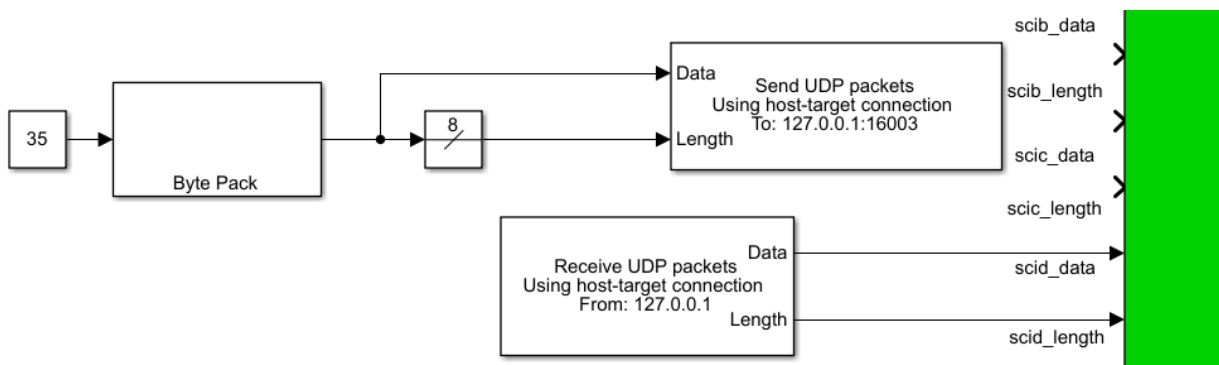 scib_data
Data
Send UDP packets
Using host-target connection
To: 127.0.0.1:16003
Length
scib_length
35
Byte Pack
8
scic_data
scic_length
Receive UDP packets
Using host-target connection
From: 127.0.0.1
Data
Length
scid_data
scid_length